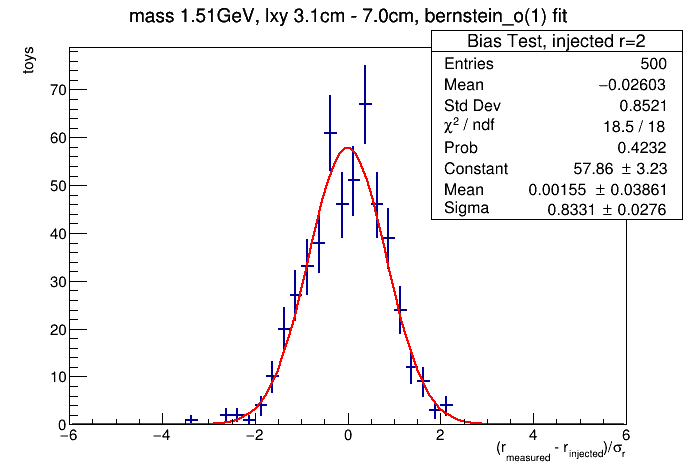 mass 1.51GeV, lxy 3.1cm - 7.0cm, bernstein_o(1) fit
Bias Test, injected r=2
Entries 500
Mean −0.02603
Std Dev 0.8521
χ² / ndf 18.5 / 18
Prob 0.4232
Constant 57.86 ± 3.23
Mean 0.00155 ± 0.03861
Sigma 0.8331 ± 0.0276
toys
70
60
50
40
30
20
10
0
−6 −4 −2 0 2 4 6
(r_measured - r_injected)/σ_r